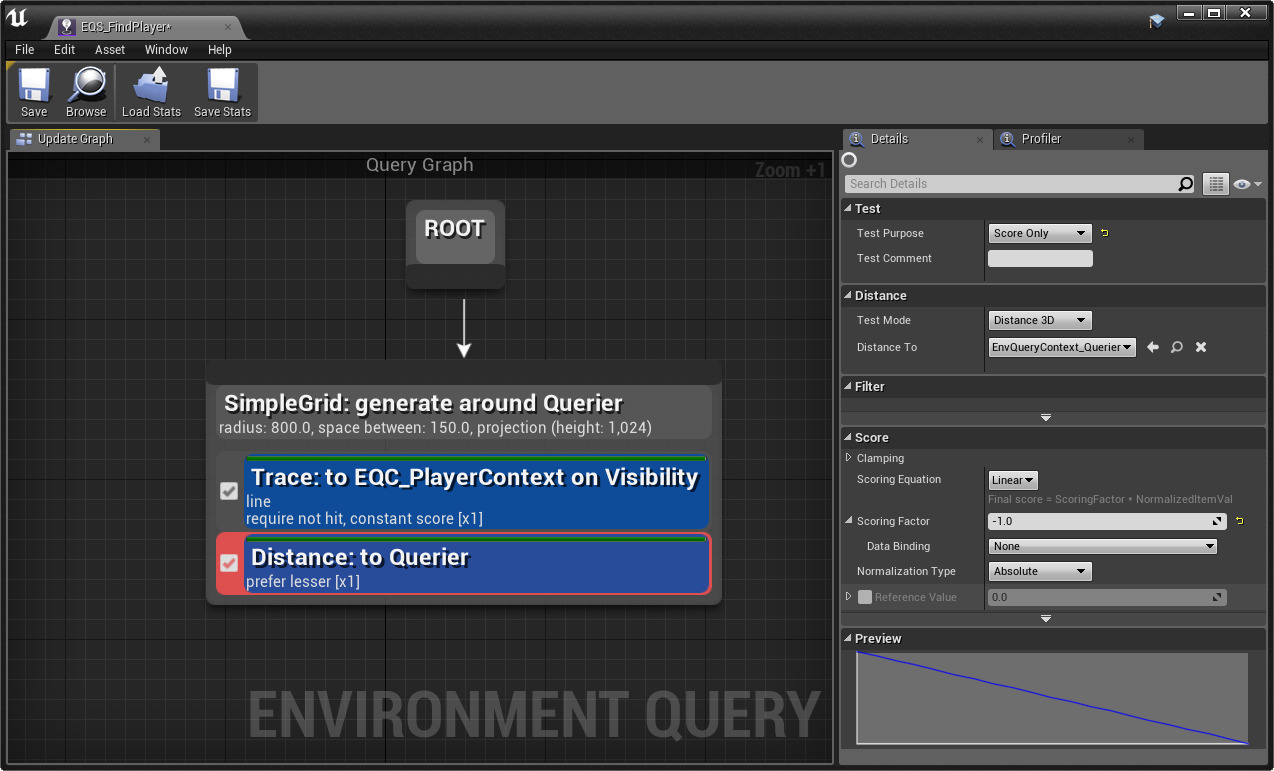 EQS_FindPlayer*
File Edit Asset Window Help
Save Browse Load Stats Save Stats
Update Graph
Query Graph
Zoom +1
ROOT
SimpleGrid: generate around Querier
radius: 800.0, space between: 150.0, projection (height: 1,024)
Trace: to EQC_PlayerContext on Visibility
line
require not hit, constant score [x1]
Distance: to Querier
prefer lesser [x1]
ENVIRONMENT QUERY
Details
Profiler
Search Details
Test
Test Purpose Score Only
Test Comment
Distance
Test Mode Distance 3D
Distance To EnvQueryContext_Querier
Filter
Score
Clamping
Scoring Equation Linear
Final score = ScoringFactor * NormalizedItemVal
Scoring Factor -1.0
Data Binding None
Normalization Type Absolute
Reference Value 0.0
Preview